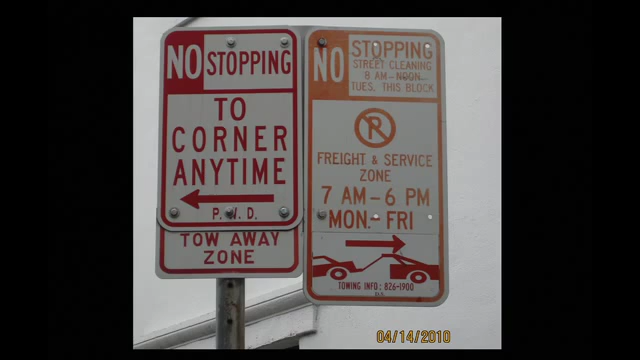 NO STOPPING
TO
CORNER
ANYTIME
P.W.D.
TOW AWAY
ZONE
NO STOPPING
STREET CLEANING
8 AM-NOON
TUES. THIS BLOCK
P
FREIGHT & SERVICE
ZONE
7 AM-6 PM
MON.-FRI
TOWING INFO: 826-1900
04/14/2010